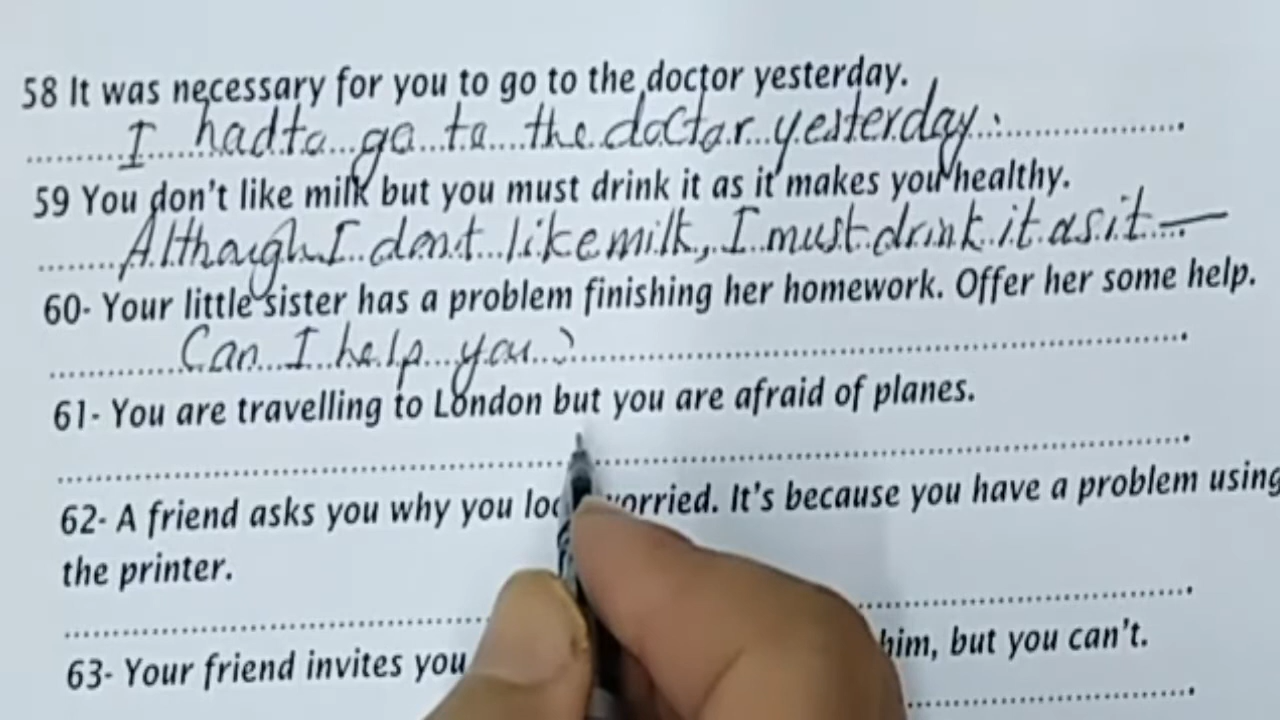 58 It was necessary for you to go to the doctor yesterday.
I had to go to the doctor yesterday.
59 You don't like milk but you must drink it as it makes you healthy.
Although I don't like milk, I must drink it as it —
60- Your little sister has a problem finishing her homework. Offer her some help.
Can I help you?
61- You are travelling to London but you are afraid of planes.
62- A friend asks you why you worried. It's because you have a problem using
the printer.
63- Your friend invites you him, but you can't.